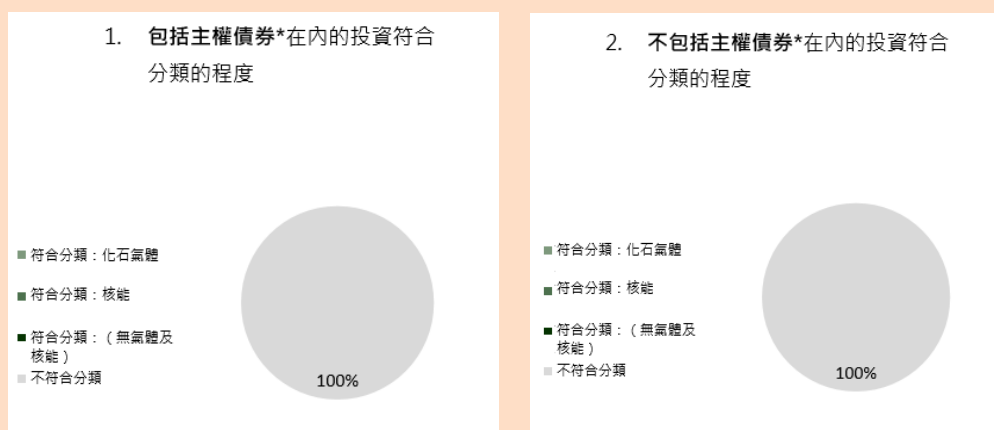 1. 包括主權債券*在內的投資符合
分類的程度
符合分類：化石氣體
符合分類：核能
符合分類：（無氣體及
核能）
不符合分類
100%
2. 不包括主權債券*在內的投資符合
分類的程度
符合分類：化石氣體
符合分類：核能
符合分類：（無氣體及
核能）
不符合分類
100%